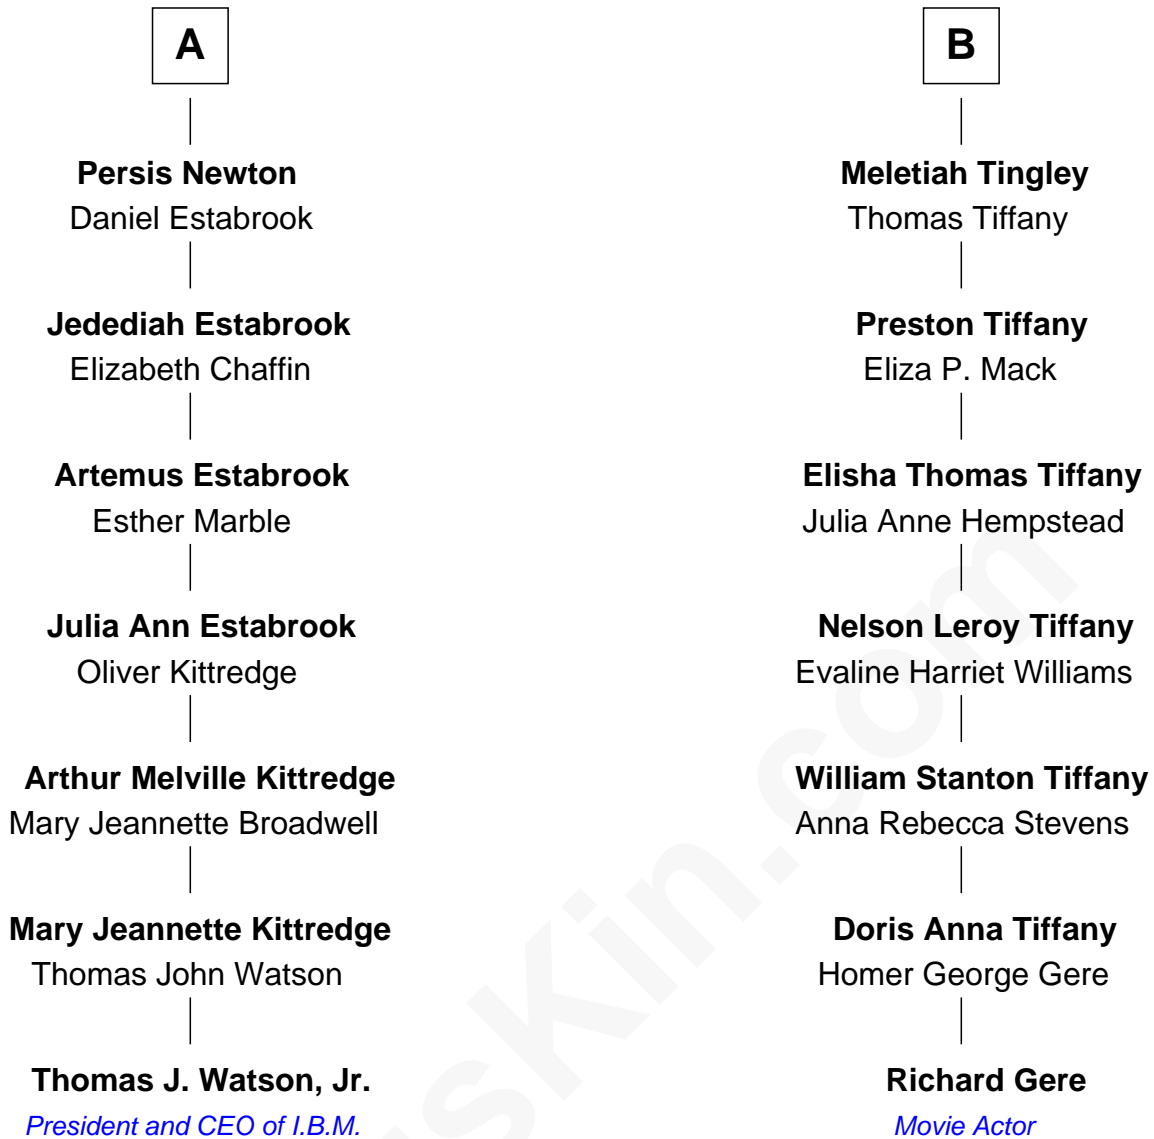 A
Persis Newton
Daniel Estabrook
Jedediah Estabrook
Elizabeth Chaffin
Artemus Estabrook
Esther Marble
Julia Ann Estabrook
Oliver Kittredge
Arthur Melville Kittredge
Mary Jeannette Broadwell
Mary Jeannette Kittredge
Thomas John Watson
Thomas J. Watson, Jr.
President and CEO of I.B.M.
B
Meletiah Tingley
Thomas Tiffany
Preston Tiffany
Eliza P. Mack
Elisha Thomas Tiffany
Julia Anne Hempstead
Nelson Leroy Tiffany
Evaline Harriet Williams
William Stanton Tiffany
Anna Rebecca Stevens
Doris Anna Tiffany
Homer George Gere
Richard Gere
Movie Actor
sKin.com